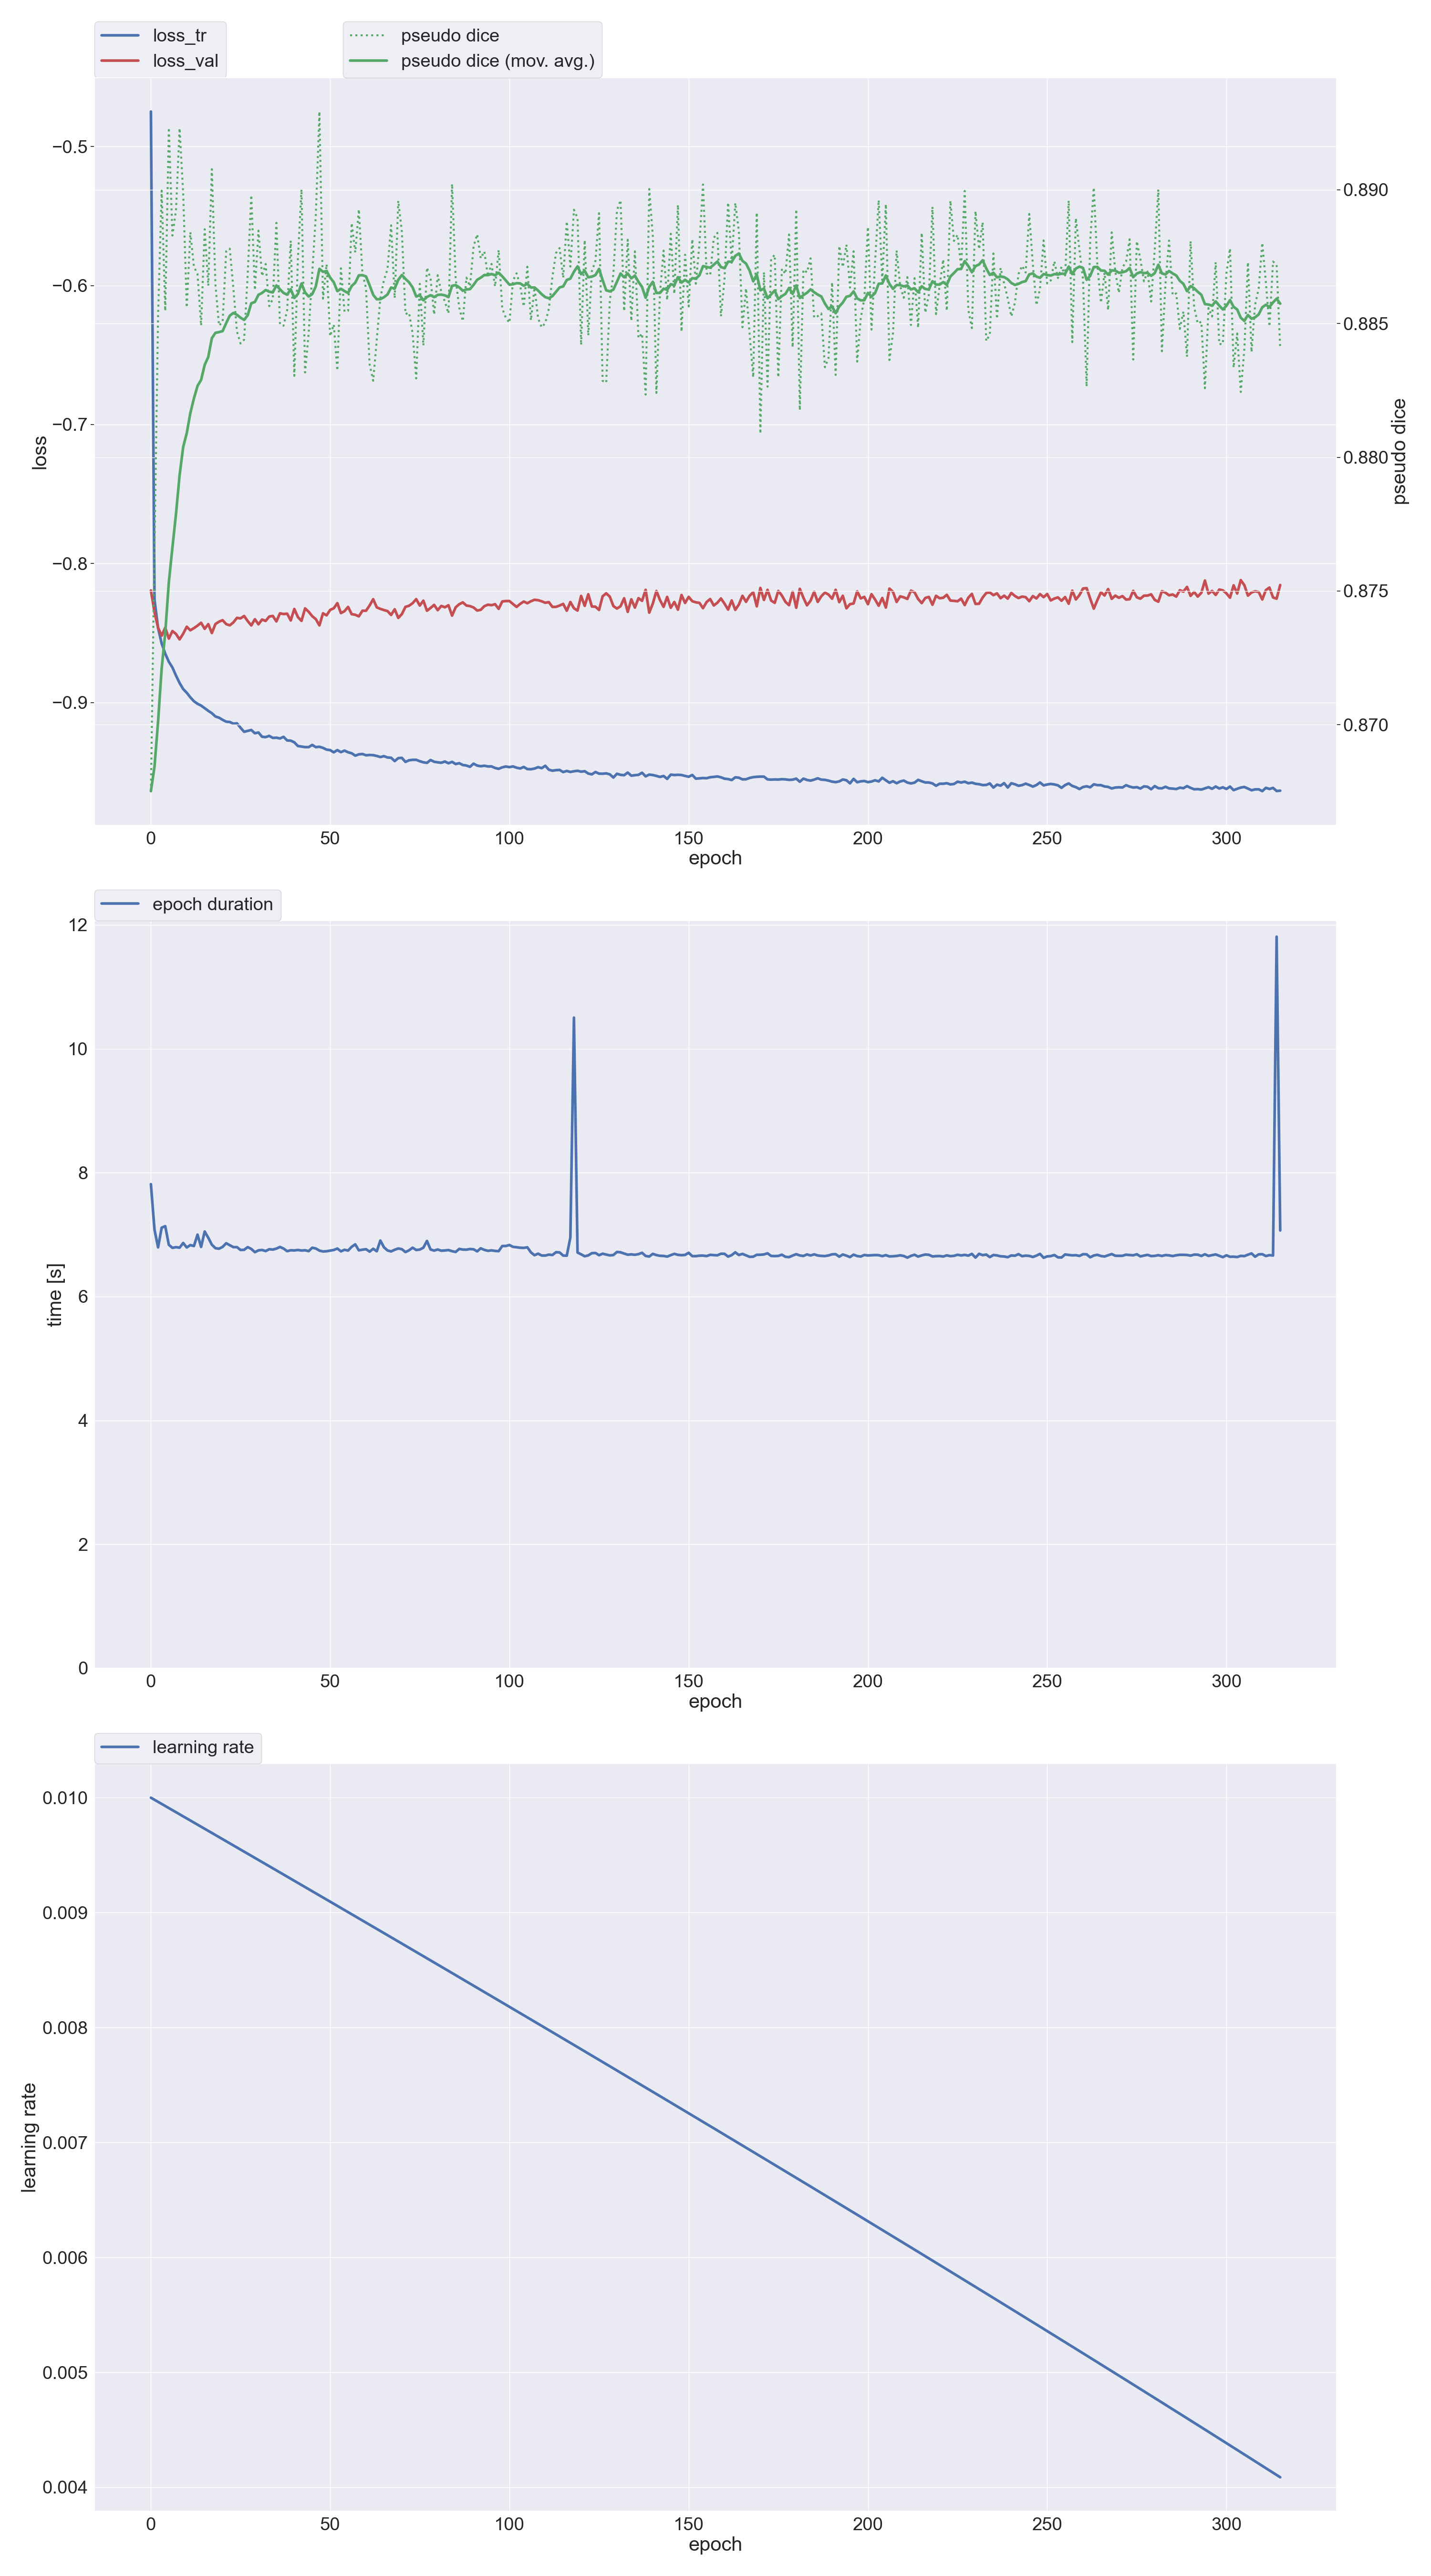 loss_tr
loss_val
pseudo dice
pseudo dice (mov. avg.)
−0.5
−0.6
−0.7
−0.8
−0.9
loss
0.890
0.885
0.880
0.875
0.870
pseudo dice
0 50 100 150 200 250 300
epoch
epoch duration
12
10
8
6
4
2
0
time [s]
0 50 100 150 200 250 300
epoch
learning rate
0.010
0.009
0.008
0.007
0.006
0.005
0.004
learning rate
0 50 100 150 200 250 300
epoch